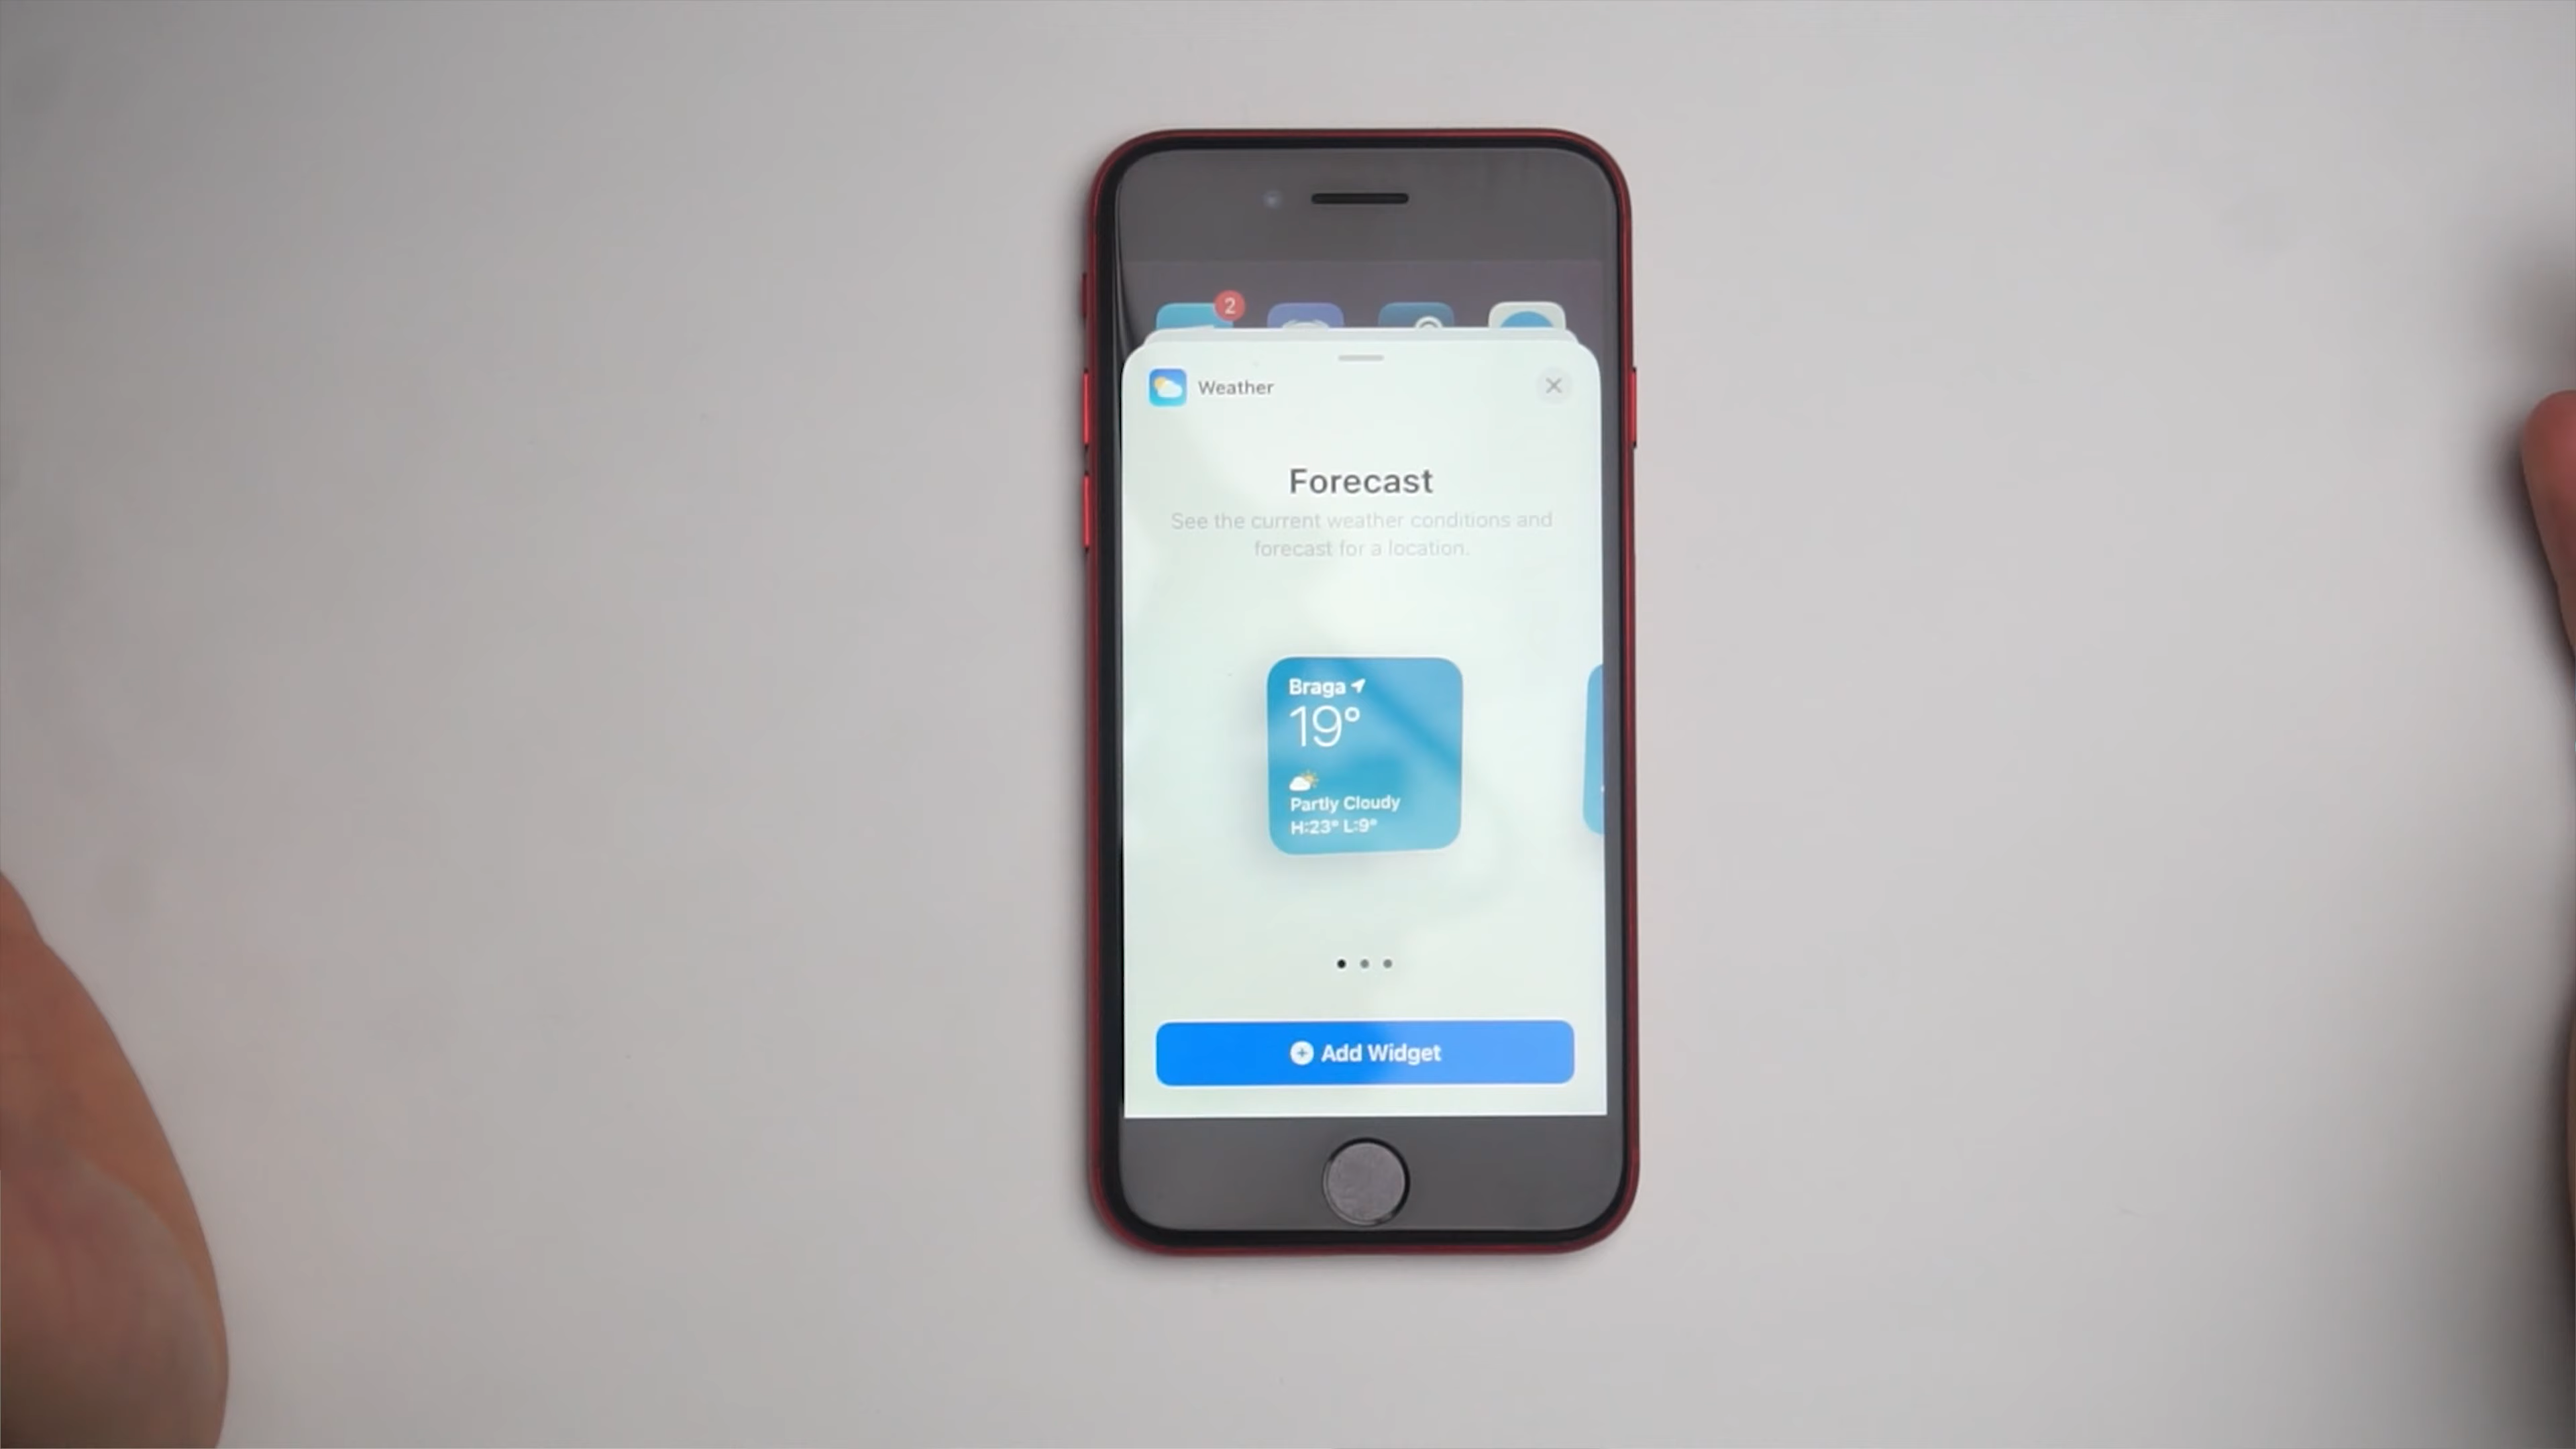 2
Weather
Forecast
See the current weather conditions and
forecast for a location.
Braga
19°
Partly Cloudy
H:23° L:9°
Add Widget